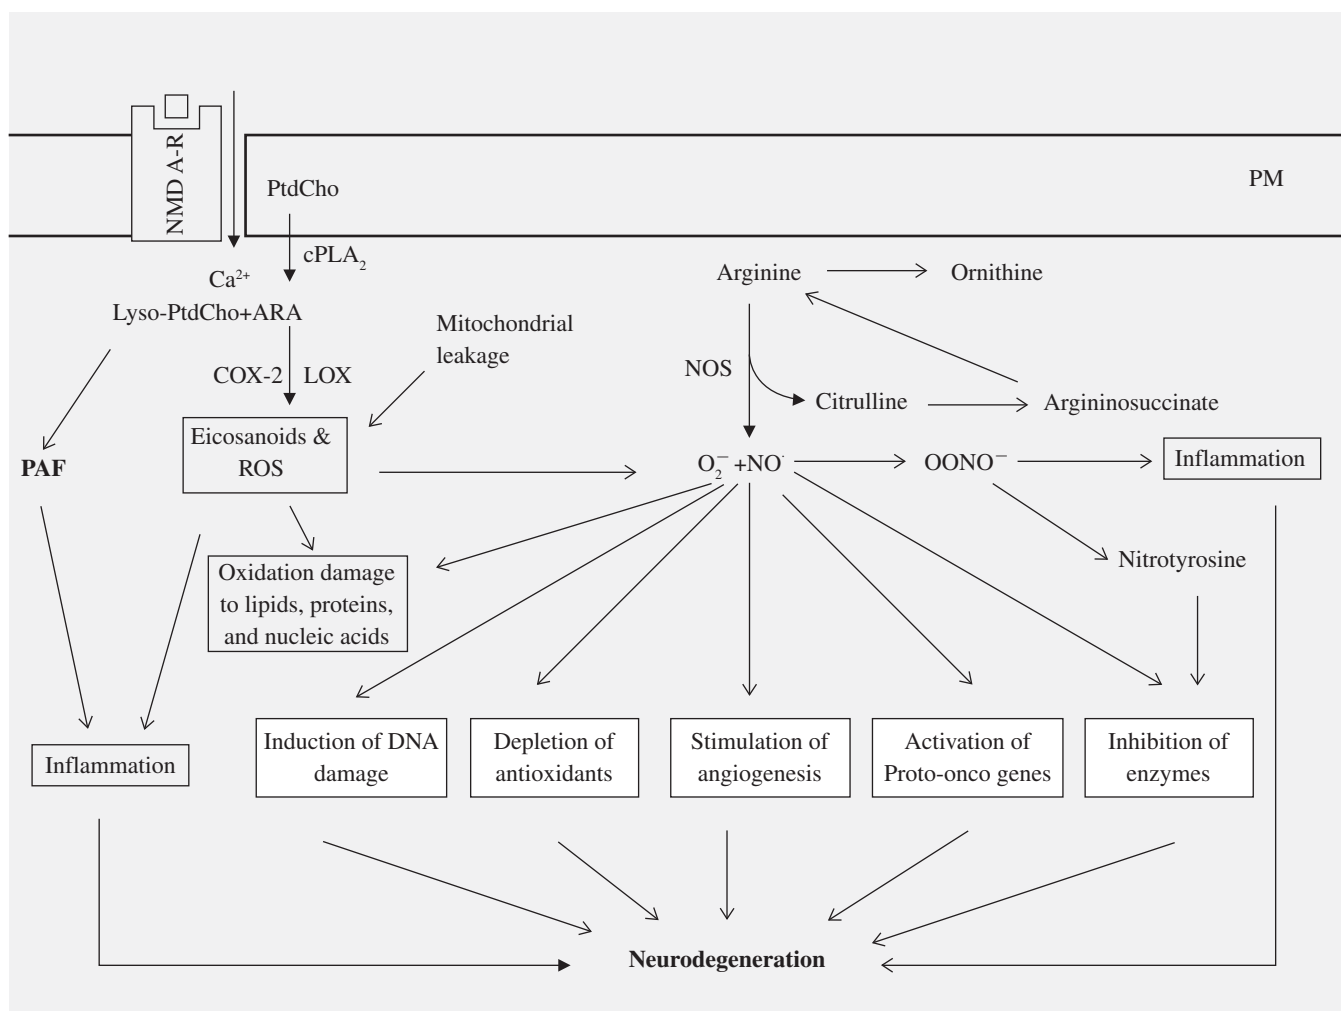 NMD A-R
PtdCho
PM
cPLA₂
Ca²⁺
Lyso-PtdCho+ARA
Arginine
Ornithine
Mitochondrial
leakage
COX-2
LOX
NOS
Citrulline
Argininosuccinate
PAF
Eicosanoids &
ROS
O₂⁻ +NO·
OONO⁻
Inflammation
Nitrotyrosine
Oxidation damage
to lipids, proteins,
and nucleic acids
Inflammation
Induction of DNA
damage
Depletion of
antioxidants
Stimulation of
angiogenesis
Activation of
Proto-onco genes
Inhibition of
enzymes
Neurodegeneration